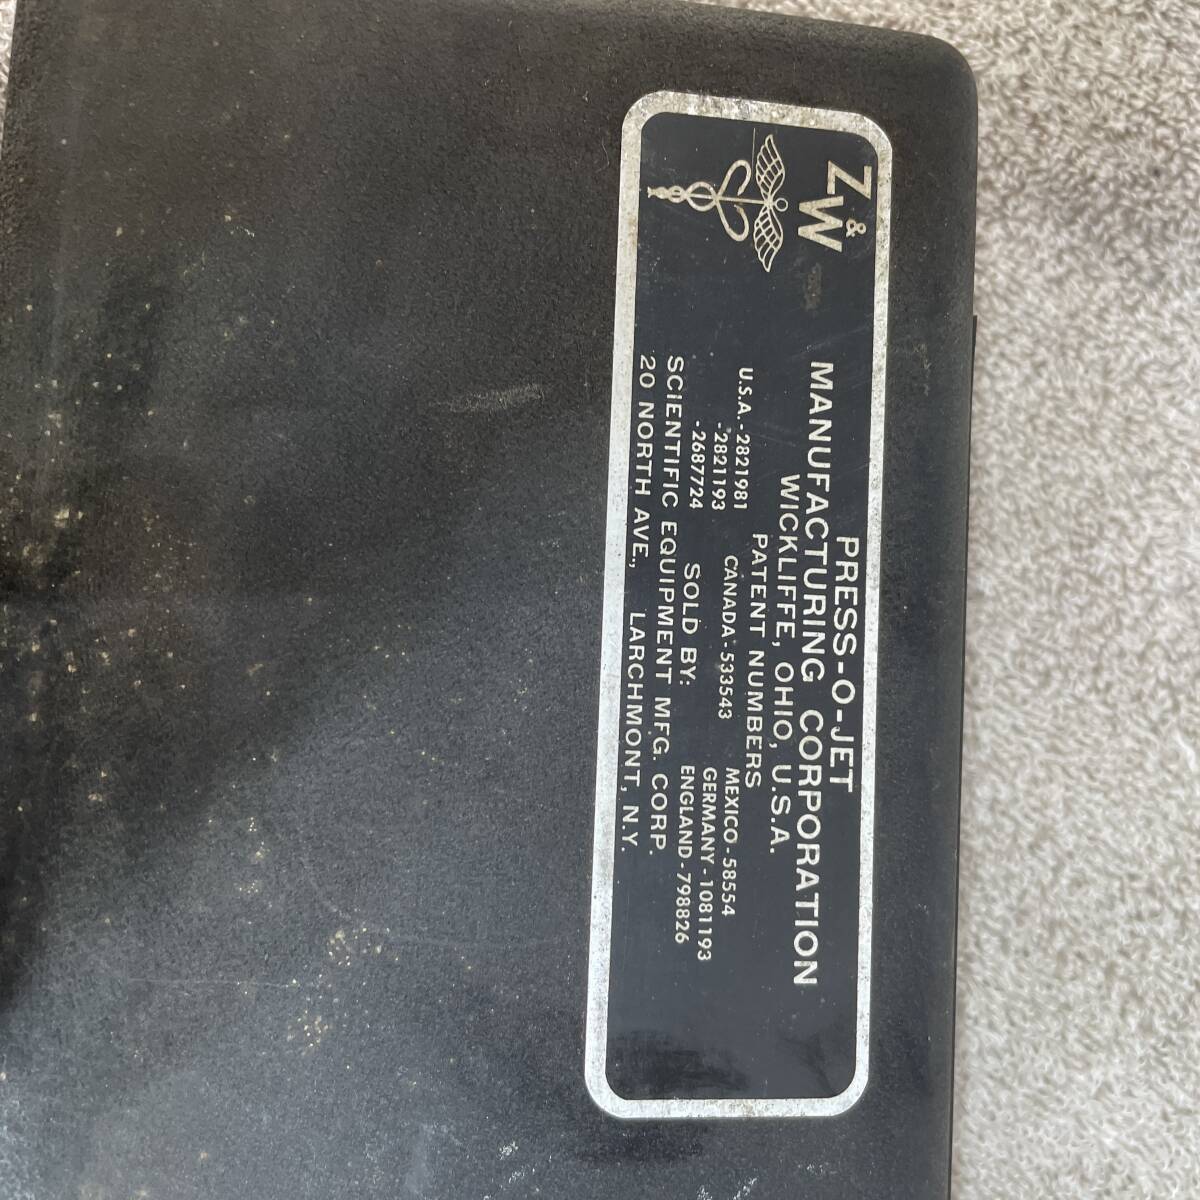 Z&W
PRESS-O-JET
MANUFACTURING CORPORATION
WICKLIFFE, OHIO, U.S.A.
PATENT NUMBERS
U.S.A.-2821981
-2821193
-2687724
CANADA-533543
MEXICO-58554
GERMANY-1081193
ENGLAND-798826
SOLD BY:
SCIENTIFIC EQUIPMENT MFG. CORP.
20 NORTH AVE., LARCHMONT, N.Y.